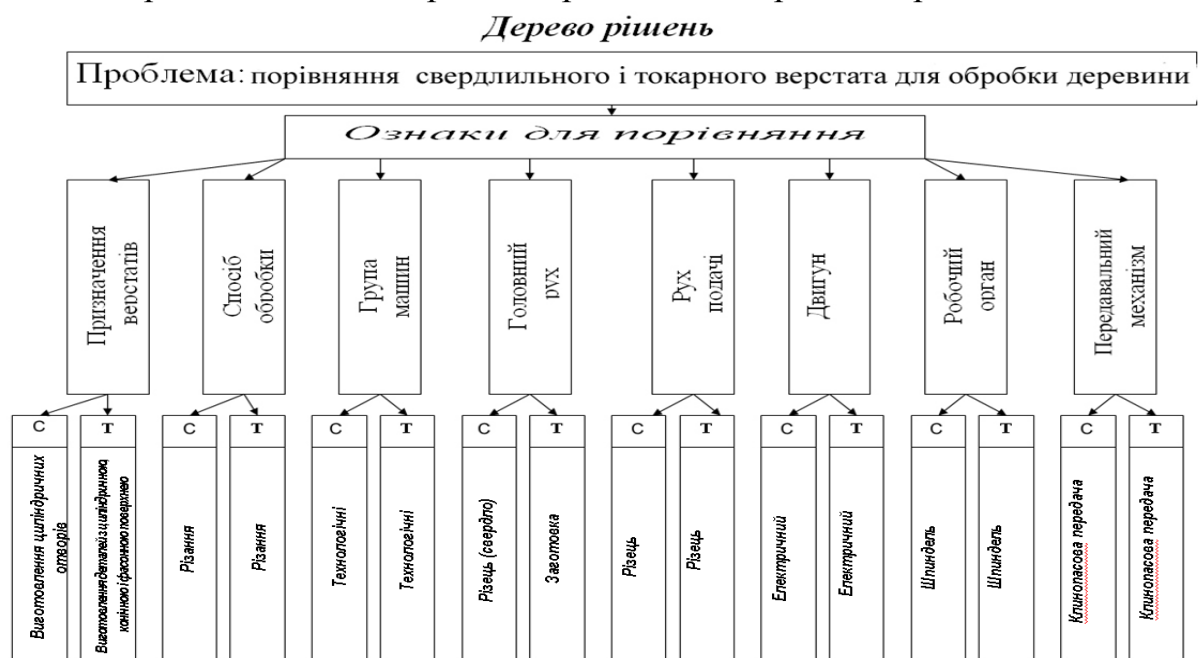 Дерево рішень
Проблема: порівняння свердлильного і токарного верстата для обробки деревини
Ознаки для порівняння
Призначення
верстатів
Спосіб
обробки
Група
машин
Головний
рух
Рух
подачі
Двигун
Робочий
орган
Передавальний
механізм
С
Т
С
Т
С
Т
С
Т
С
Т
С
Т
С
Т
С
Т
Виготовлення циліндричних
отворів
Виготовлення деталей з циліндричною,
конічною і фасонною поверхнею
Різання
Різання
Технологічні
Технологічні
Різець (свердло)
Заготовка
Різець
Різець
Електричний
Електричний
Шпиндель
Шпиндель
Клинопасова передача
Клинопасова передача